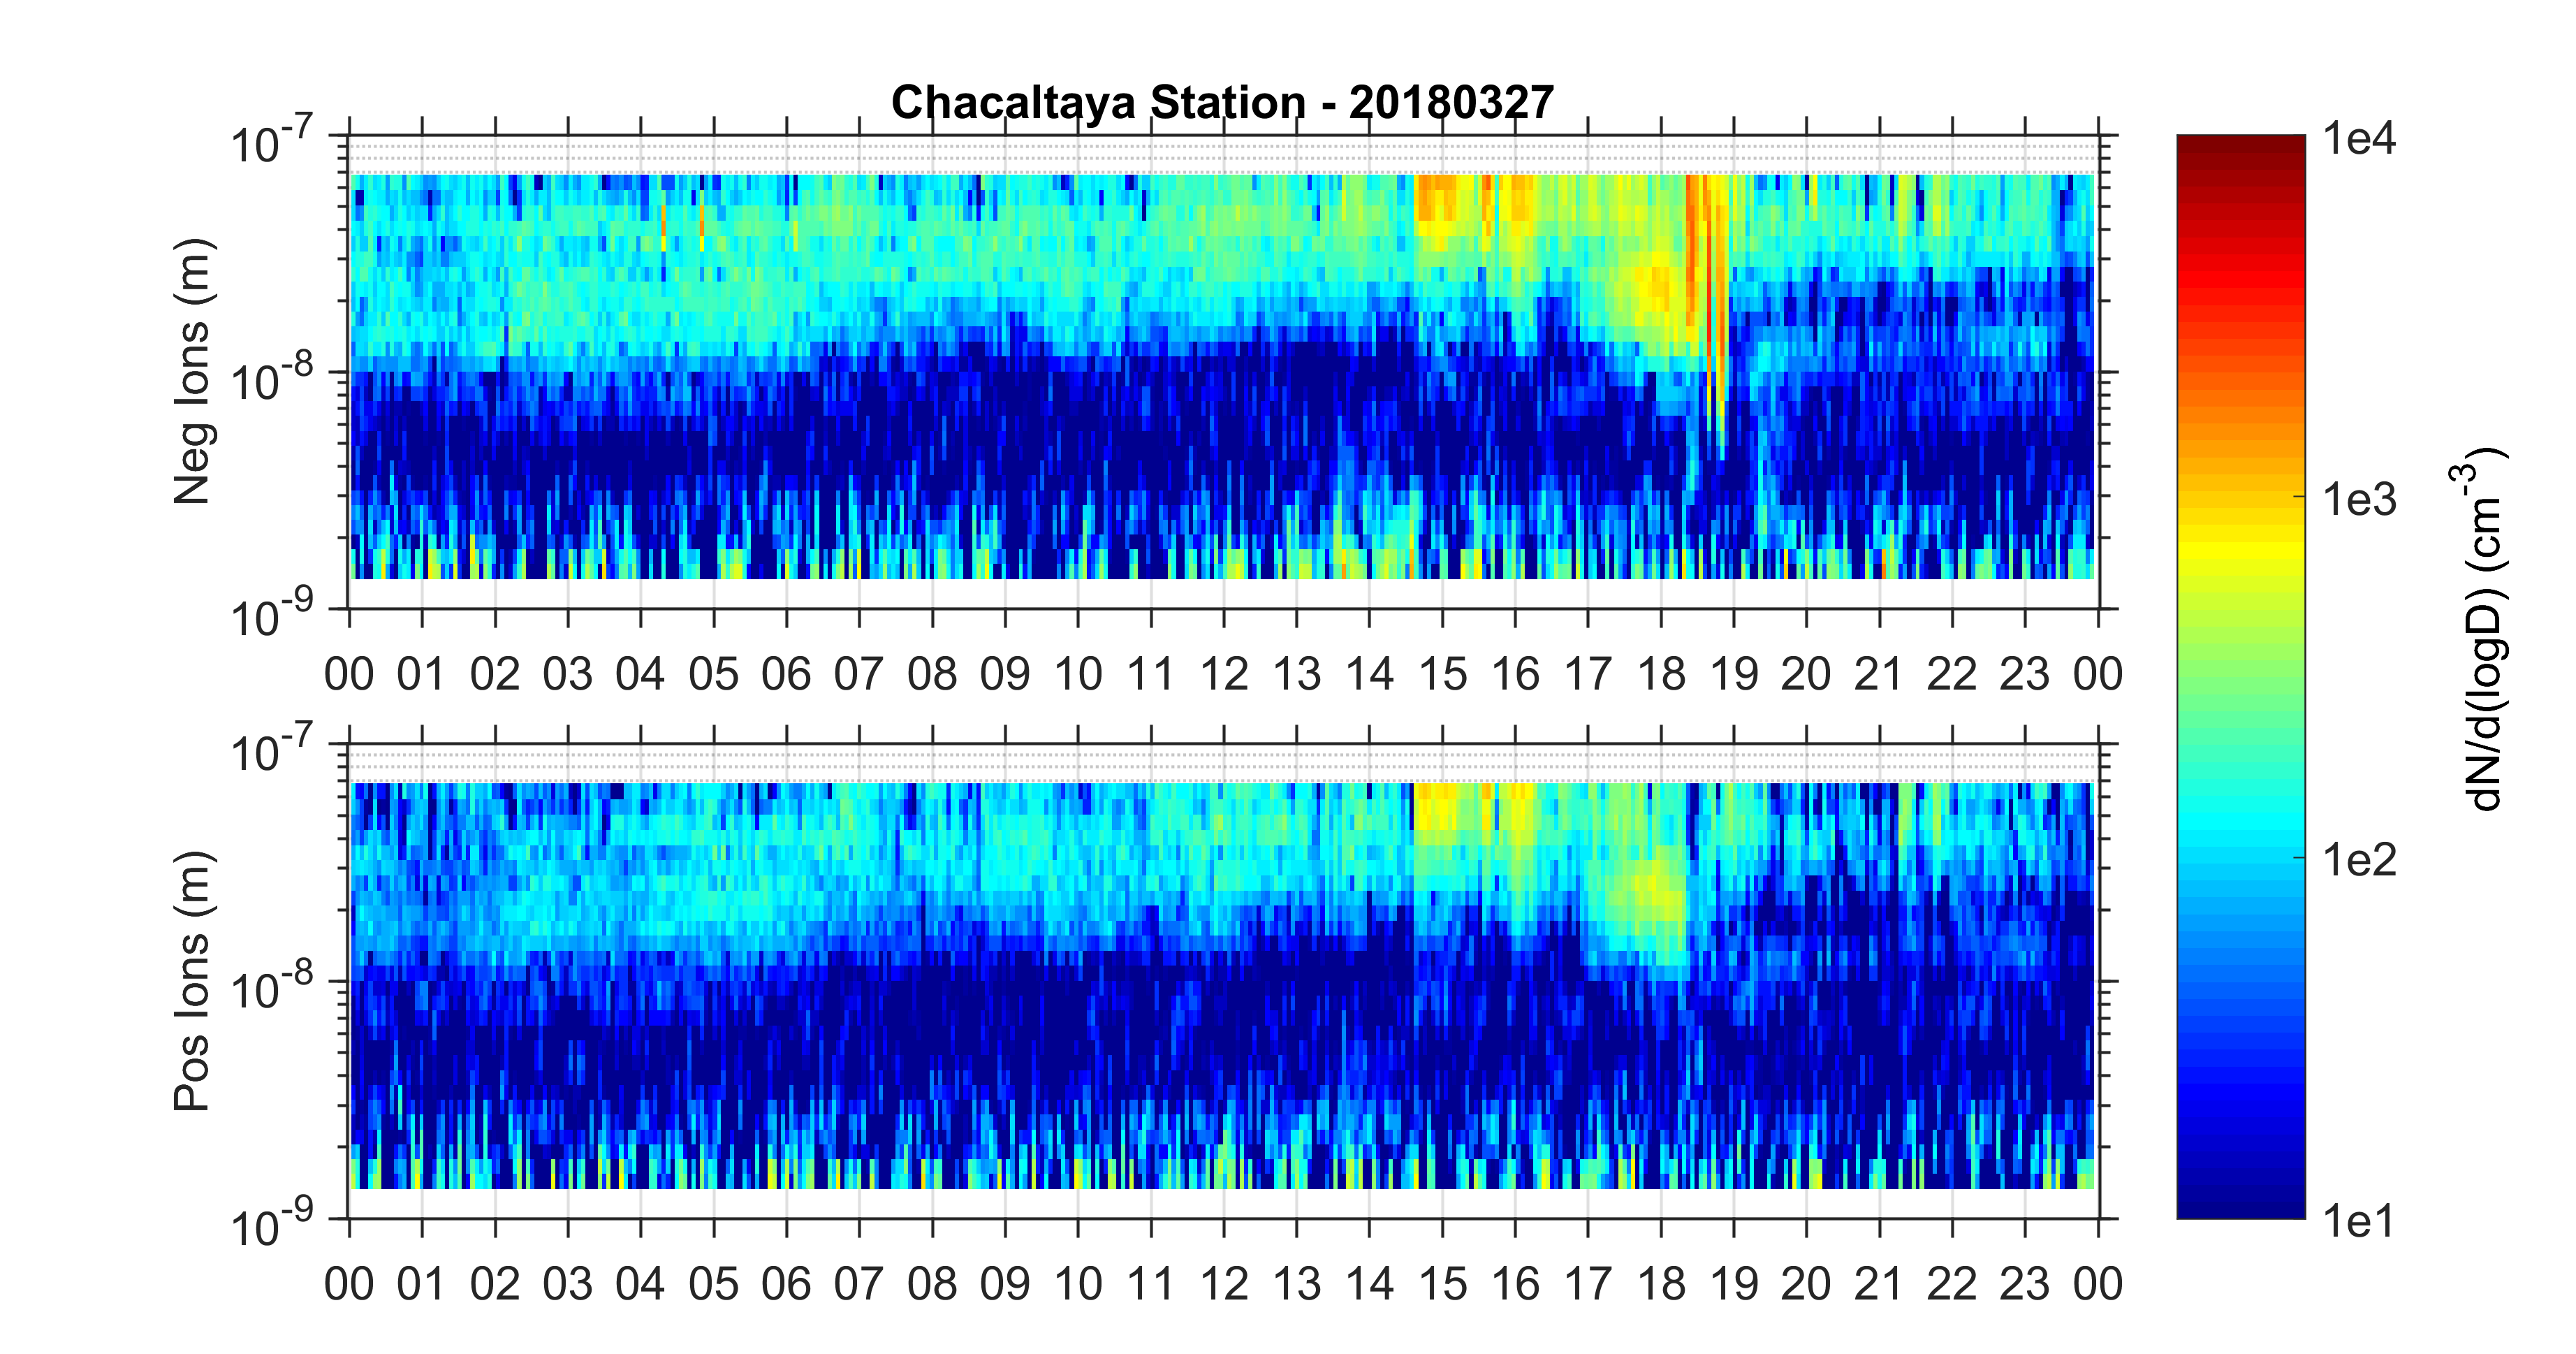 Chacaltaya Station - 20180327
Neg Ions (m)
10-7
10-8
10-9
00 01 02 03 04 05 06 07 08 09 10 11 12 13 14 15 16 17 18 19 20 21 22 23 00
Pos Ions (m)
10-7
10-8
10-9
00 01 02 03 04 05 06 07 08 09 10 11 12 13 14 15 16 17 18 19 20 21 22 23 00
1e4
1e3
1e2
1e1
dN/d(logD) (cm-3)